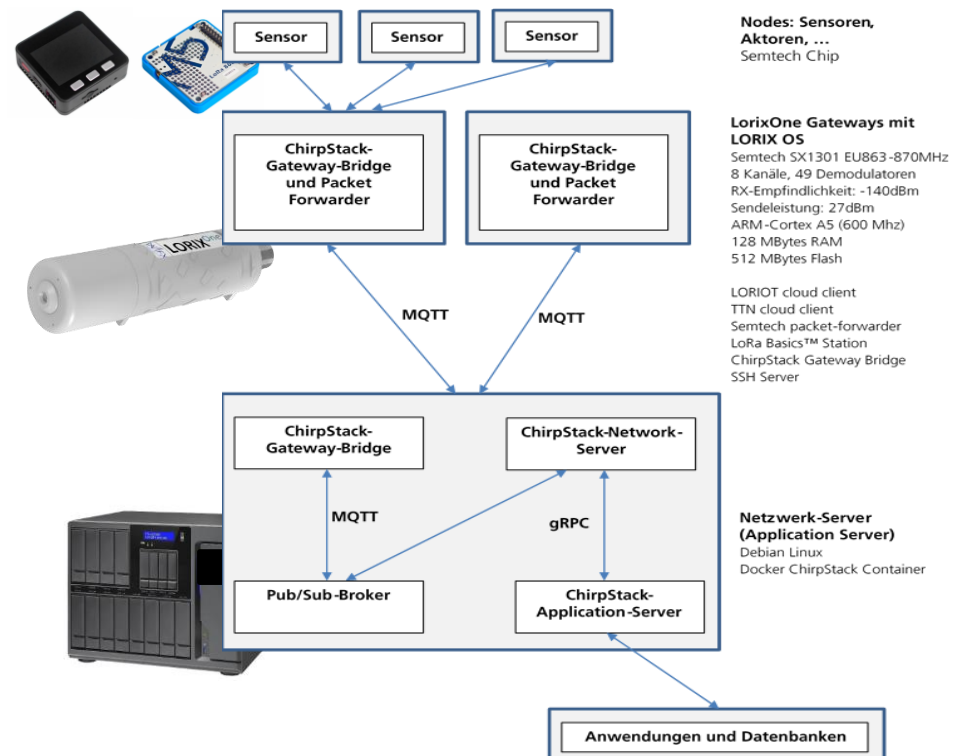 Sensor
Sensor
Sensor
Nodes: Sensoren,
Aktoren, ...
Semtech Chip
ChirpStack-
Gateway-Bridge
und Packet
Forwarder
ChirpStack-
Gateway-Bridge
und Packet
Forwarder
LorixOne Gateways mit
LORIX OS
Semtech SX1301 EU863-870MHz
8 Kanäle, 49 Demodulatoren
RX-Empfindlichkeit: -140dBm
Sendeleistung: 27dBm
ARM-Cortex A5 (600 Mhz)
128 MBytes RAM
512 MBytes Flash
LORIOT cloud client
TTN cloud client
Semtech packet-forwarder
LoRa Basics™ Station
ChirpStack Gateway Bridge
SSH Server
LORIX One
MQTT
MQTT
ChirpStack-
Gateway-Bridge
ChirpStack-Network-
Server
MQTT
gRPC
Pub/Sub-Broker
ChirpStack-
Application-Server
Netzwerk-Server
(Application Server)
Debian Linux
Docker ChirpStack Container
Anwendungen und Datenbanken